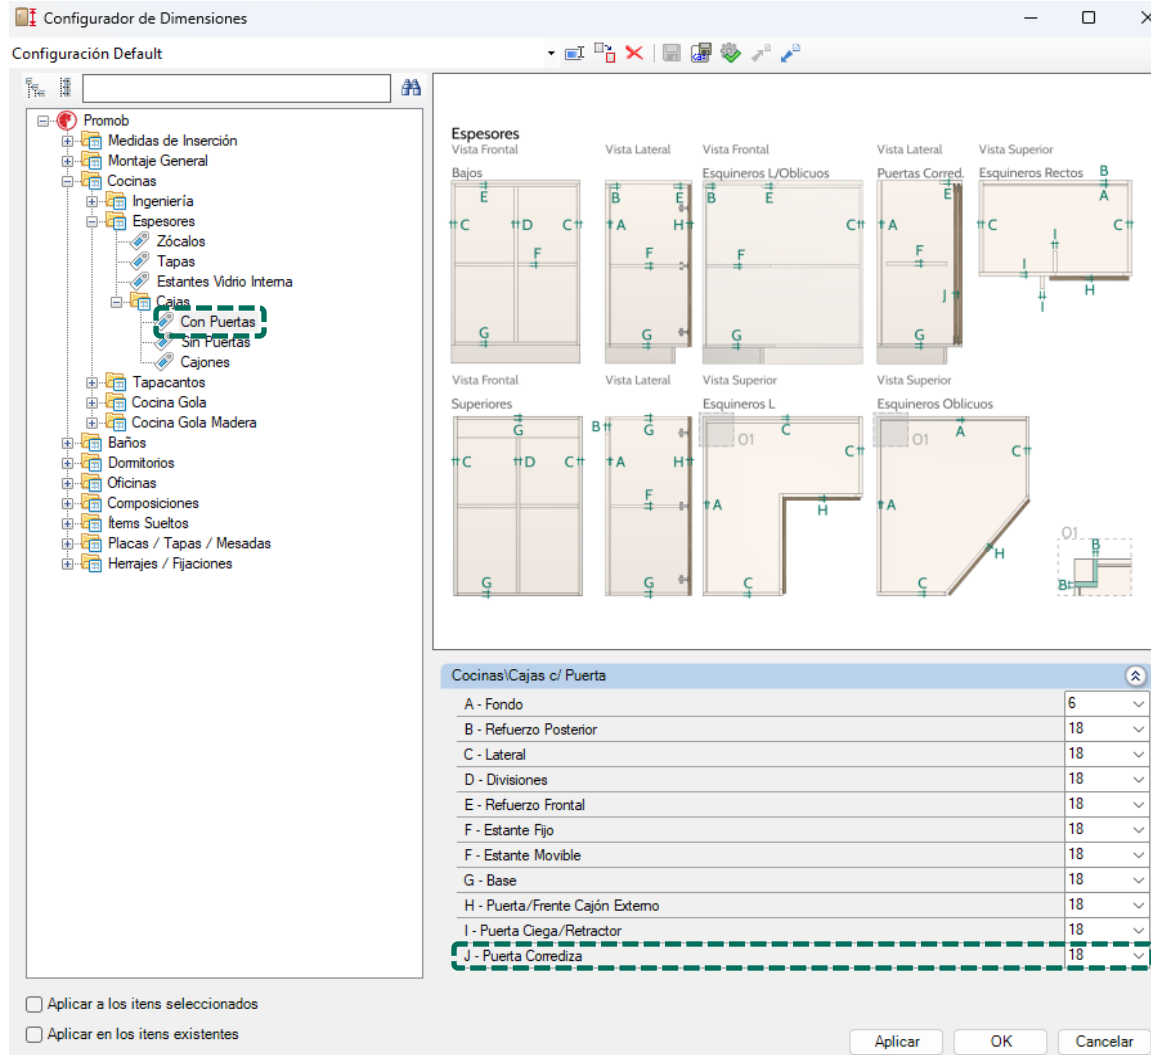 Configurador de Dimensiones
Configuración Default
Promob
Medidas de Inserción
Montaje General
Cocinas
Ingeniería
Espesores
Zócalos
Tapas
Estantes Vidrio Interna
Cajas
Con Puertas
Sin Puertas
Cajones
Tapacantos
Cocina Gola
Cocina Gola Madera
Baños
Dormitorios
Oficinas
Composiciones
Ítems Sueltos
Placas / Tapas / Mesadas
Herrajes / Fijaciones
Espesores
Vista Frontal Vista Lateral Vista Frontal Vista Lateral Vista Superior
Bajos Esquineros L/Oblicuos Puertas Corred. Esquineros Rectos B
E B E B E E A
C D C A H C A C C
F F F F I
I
J H
I
G G G G
Vista Frontal Vista Lateral Vista Superior Vista Superior
Superiores Esquineros L Esquineros Oblicuos
G B G O1 C O1 A
C D C A H C C
F A H A
O1
H B
G G C C B
Cocinas\Cajas c/ Puerta
A - Fondo 6
B - Refuerzo Posterior 18
C - Lateral 18
D - Divisiones 18
E - Refuerzo Frontal 18
F - Estante Fijo 18
F - Estante Movible 18
G - Base 18
H - Puerta/Frente Cajón Externo 18
I - Puerta Ciega/Retractor 18
J - Puerta Corrediza 18
Aplicar a los itens seleccionados
Aplicar en los itens existentes
Aplicar OK Cancelar